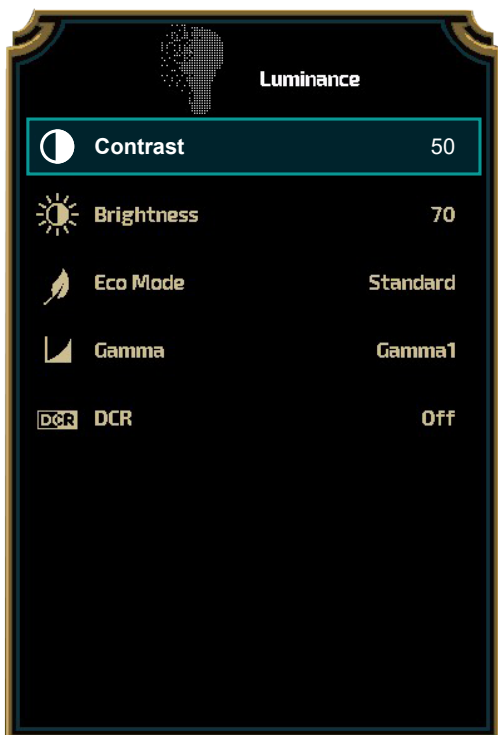 Luminance
Contrast 50
Brightness 70
Eco Mode Standard
Gamma Gamma1
DCR DCR Off